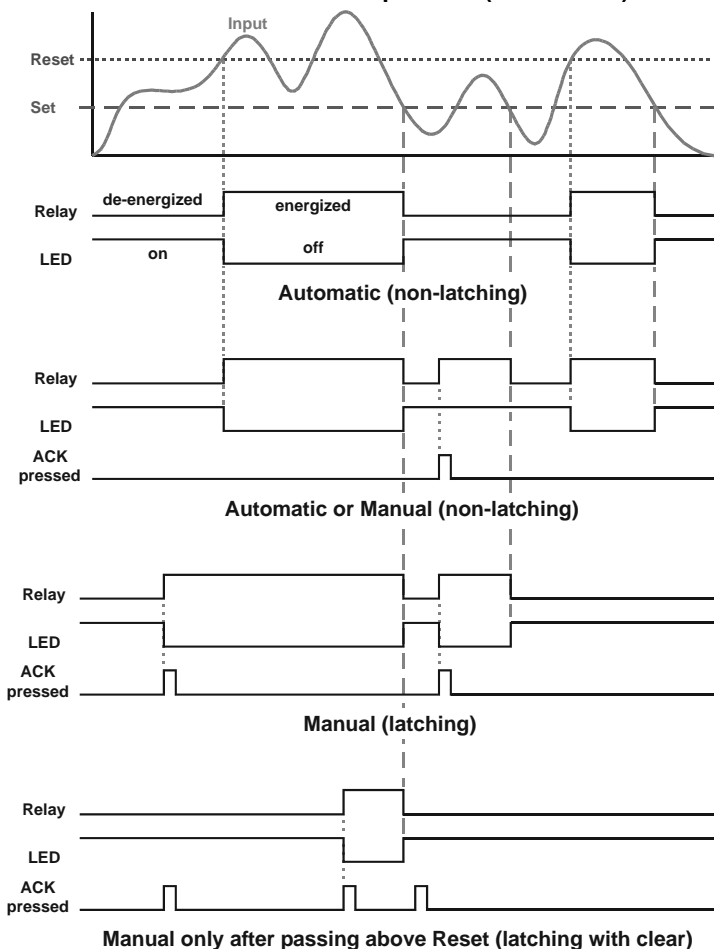 Input
Reset
Set
de-energized
energized
Relay
LED
on
off
Automatic (non-latching)
Relay
LED
ACK
pressed
Automatic or Manual (non-latching)
Relay
LED
ACK
pressed
Manual (latching)
Relay
LED
ACK
pressed
Manual only after passing above Reset (latching with clear)